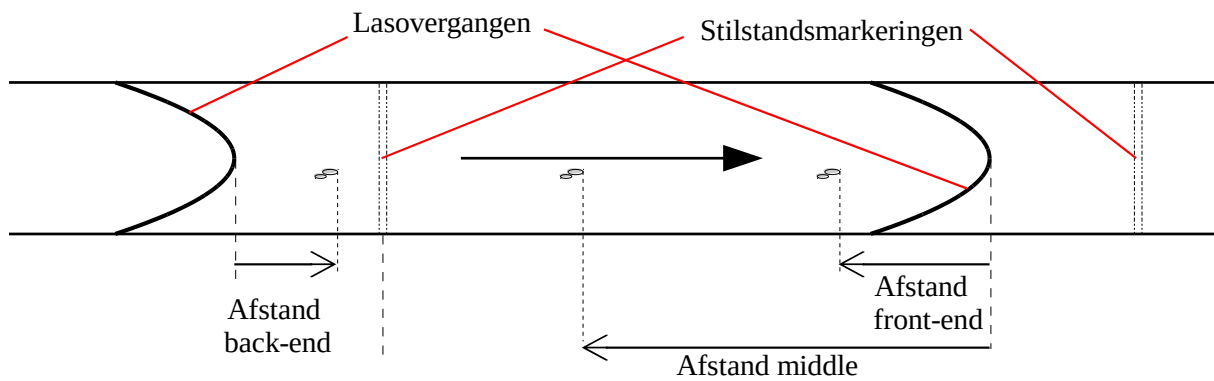 Lasovergangen
Stilstandsmarkeringen
Afstand
back-end
Afstand
front-end
Afstand middle